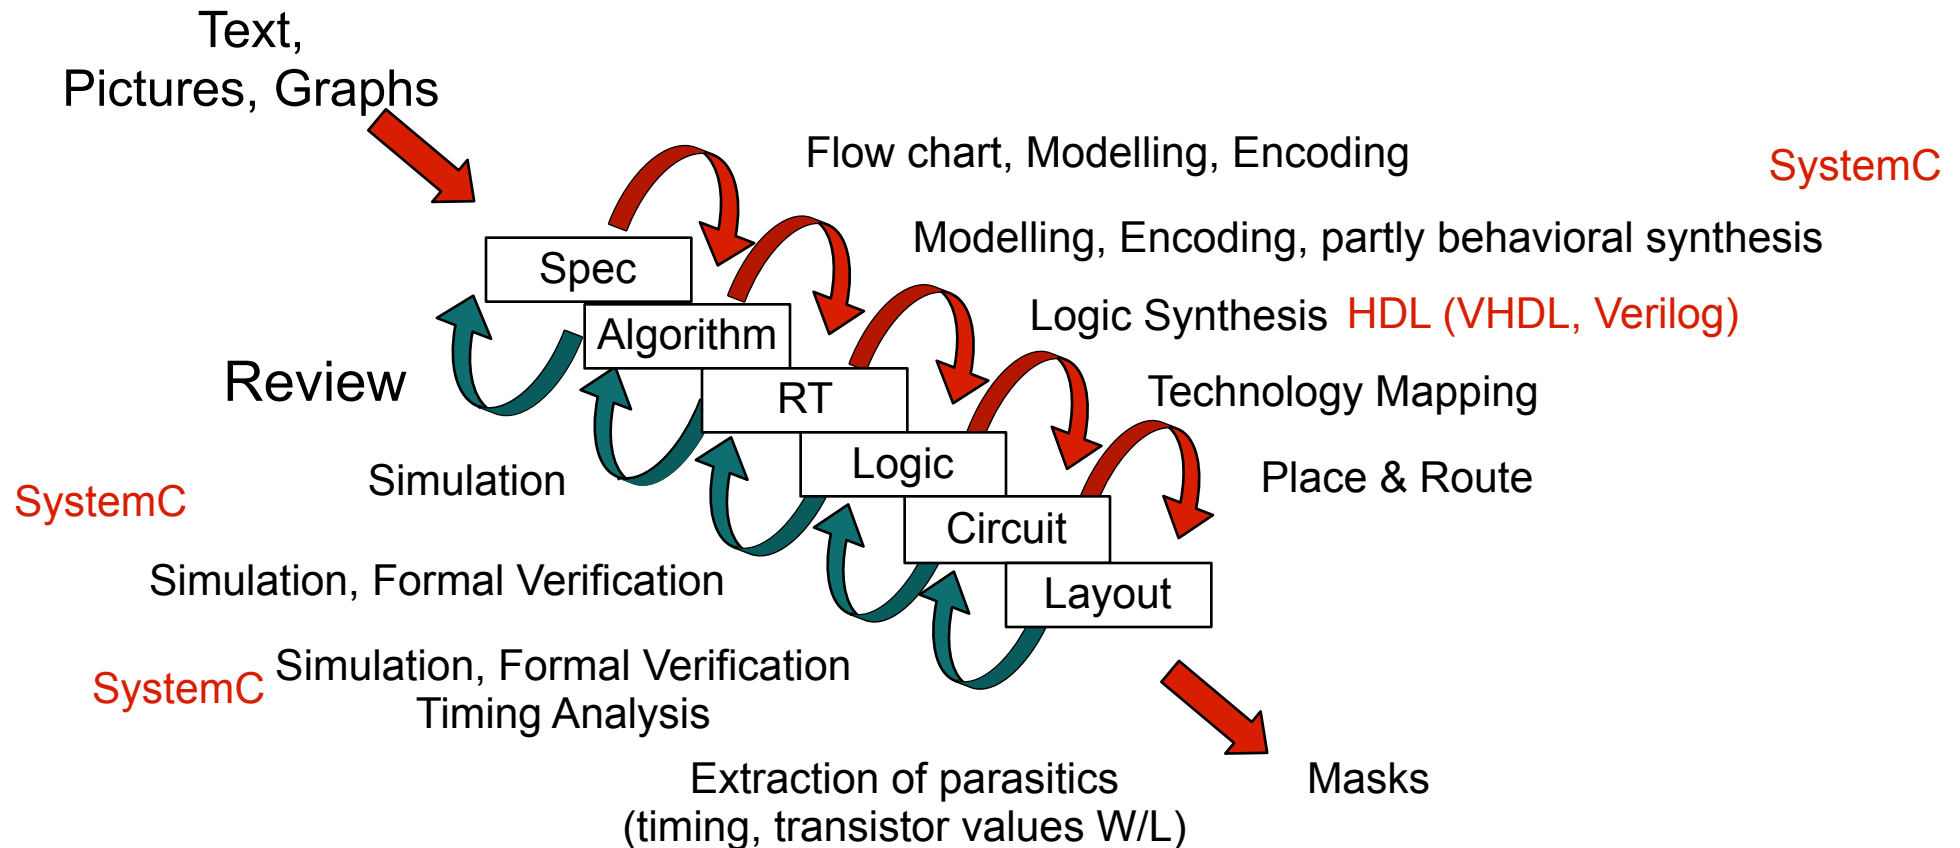 Text,
Pictures, Graphs
Flow chart, Modelling, Encoding
SystemC
Modelling, Encoding, partly behavioral synthesis
Spec
Logic Synthesis HDL (VHDL, Verilog)
Algorithm
Review
RT
Technology Mapping
Logic
Simulation
Place & Route
SystemC
Circuit
Simulation, Formal Verification
Layout
SystemC
Simulation, Formal Verification
Timing Analysis
Extraction of parasitics
(timing, transistor values W/L)
Masks